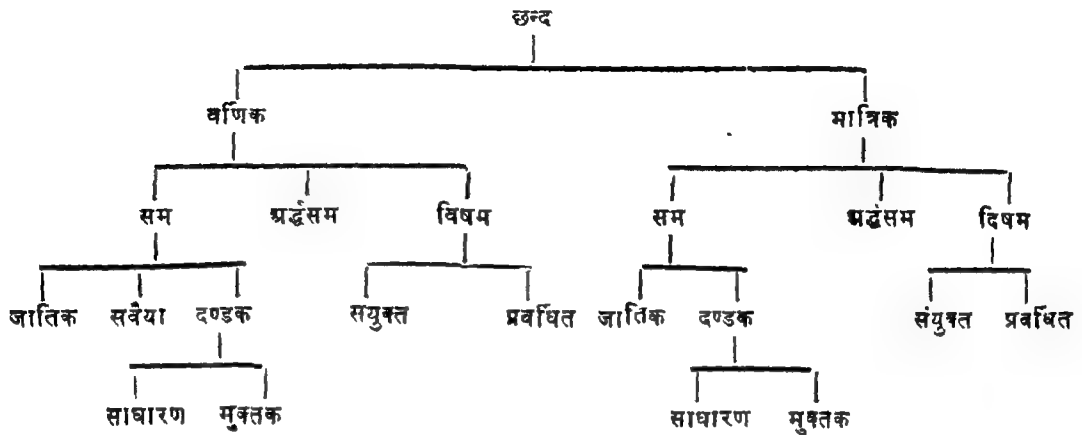 छन्द
वर्णिक मात्रिक
सम अर्द्धसम विषम सम अर्द्धसम दिषम
जातिक सवैया दण्डक संयुक्त प्रवर्धित जातिक दण्डक संयुक्त प्रवर्धित
साधारण मुक्तक साधारण मुक्तक